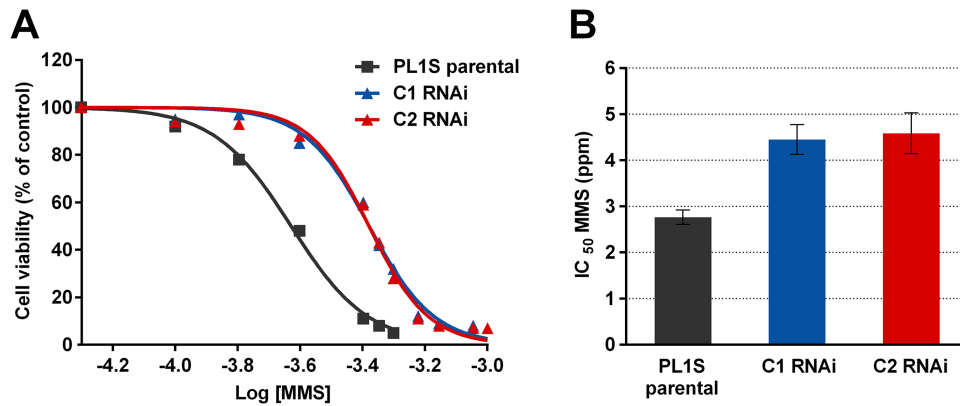 A
Cell viability (% of control)
120
100
80
60
40
20
0
-4.2
-4.0
-3.8
-3.6
-3.4
-3.2
-3.0
Log [MMS]
PL1S parental
C1 RNAi
C2 RNAi
B
IC 50 MMS (ppm)
6
5
4
3
2
1
0
PL1S
parental
C1 RNAi
C2 RNAi